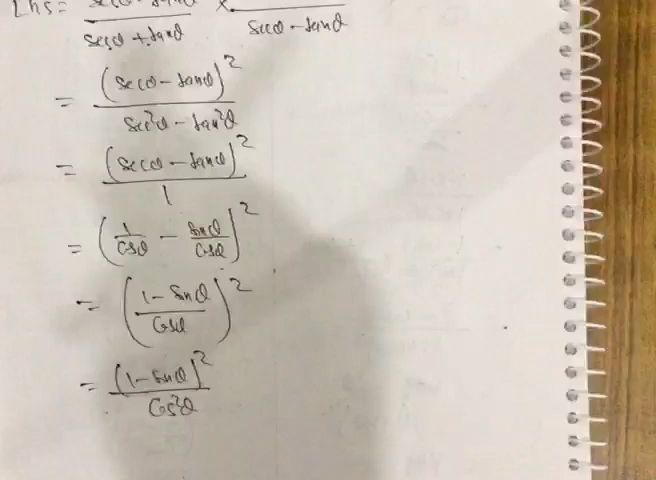 Lhs = secθ - tanθ / secθ + tanθ × / secθ - tanθ
= (secθ - tanθ)² / sec²θ - tan²θ
= (secθ - tanθ)² / 1
= (1/cosθ - sinθ/cosθ)²
= (1 - sinθ / cosθ)²
= (1 - sinθ)² / cos²θ